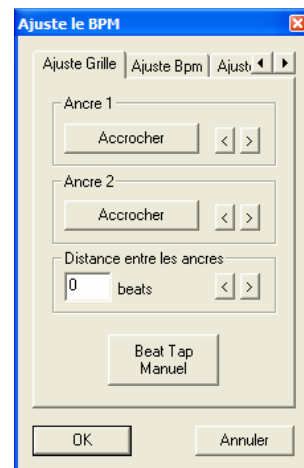 Ajuste le BPM
Ajuste Grille Ajuste Bpm Ajust
Ancre 1
Accrocher < >
Ancre 2
Accrocher < >
Distance entre les ancres
0 beats < >
Beat Tap
Manuel
OK Annuler